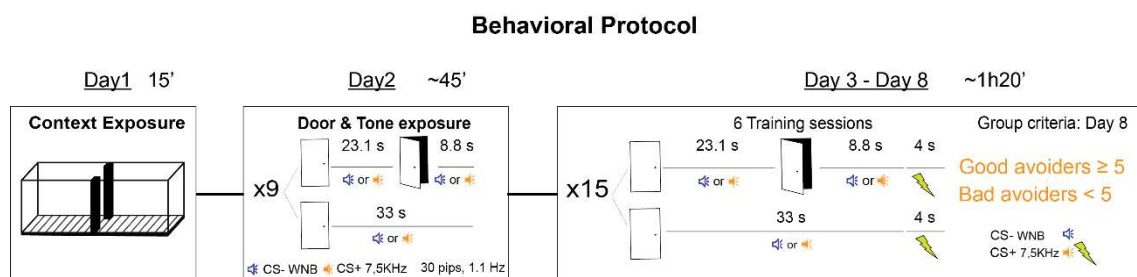 Behavioral Protocol
Day1 15’
Context Exposure
Day2 ~45’
Door & Tone exposure
23.1 s 8.8 s
or or
x9
33 s
or
CS- WNB CS+ 7,5KHz 30 pips, 1.1 Hz
Day 3 - Day 8 ~1h20’
6 Training sessions
23.1 s 8.8 s 4 s
or or
x15
33 s 4 s
or
Group criteria: Day 8
Good avoiders ≥ 5
Bad avoiders < 5
CS- WNB
CS+ 7,5KHz